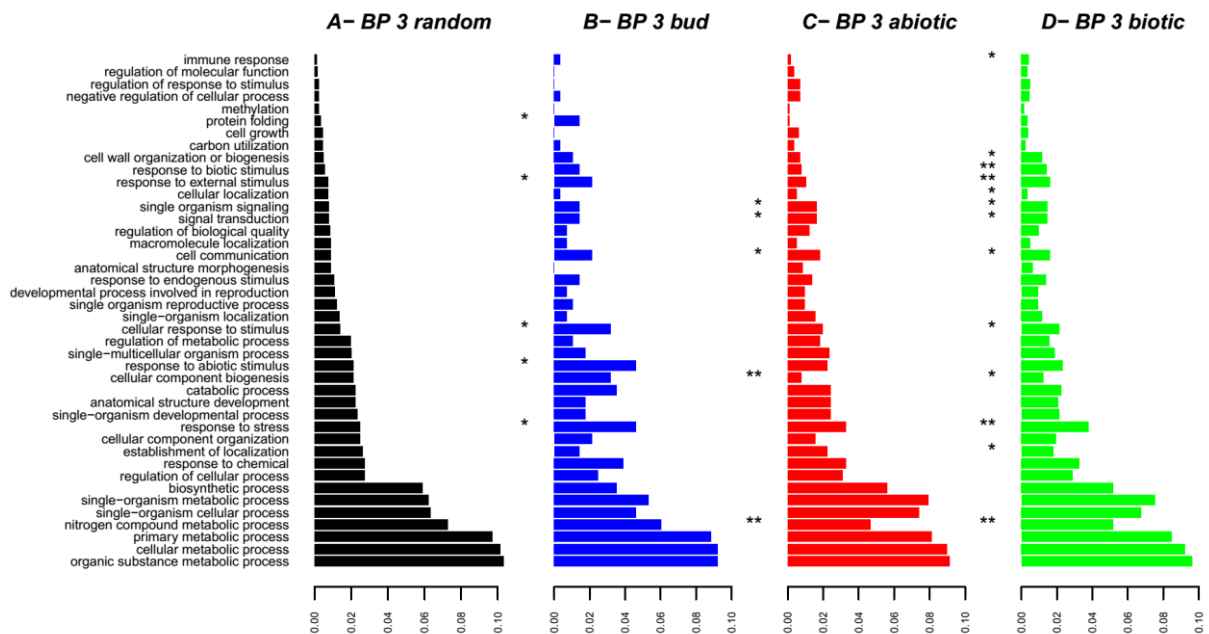 A− BP 3 random B− BP 3 bud C− BP 3 abiotic D− BP 3 biotic
immune response *
regulation of molecular function
regulation of response to stimulus
negative regulation of cellular process
methylation
protein folding *
cell growth
carbon utilization
cell wall organization or biogenesis *
response to biotic stimulus **
response to external stimulus * **
cellular localization *
single organism signaling * *
signal transduction * *
regulation of biological quality
macromolecule localization
cell communication * *
anatomical structure morphogenesis
response to endogenous stimulus
developmental process involved in reproduction
single organism reproductive process
single−organism localization
cellular response to stimulus * *
regulation of metabolic process
single−multicellular organism process
response to abiotic stimulus *
cellular component biogenesis ** *
catabolic process
anatomical structure development
single−organism developmental process
response to stress * **
cellular component organization
establishment of localization *
response to chemical
regulation of cellular process
biosynthetic process
single−organism metabolic process
single−organism cellular process
nitrogen compound metabolic process ** **
primary metabolic process
cellular metabolic process
organic substance metabolic process
0.00 0.02 0.04 0.06 0.08 0.10 0.00 0.02 0.04 0.06 0.08 0.10 0.00 0.02 0.04 0.06 0.08 0.10 0.00 0.02 0.04 0.06 0.08 0.10